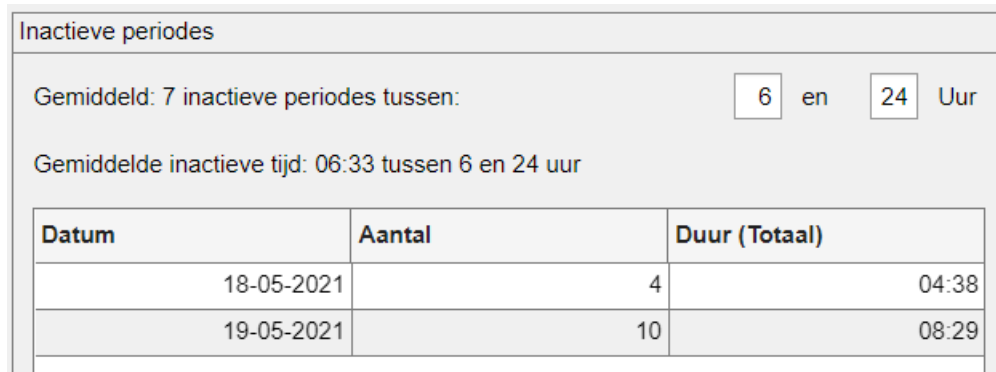 Inactieve periodes
Gemiddeld: 7 inactieve periodes tussen: 6 en 24 Uur
Gemiddelde inactieve tijd: 06:33 tussen 6 en 24 uur
Datum Aantal Duur (Totaal)
18-05-2021 4 04:38
19-05-2021 10 08:29